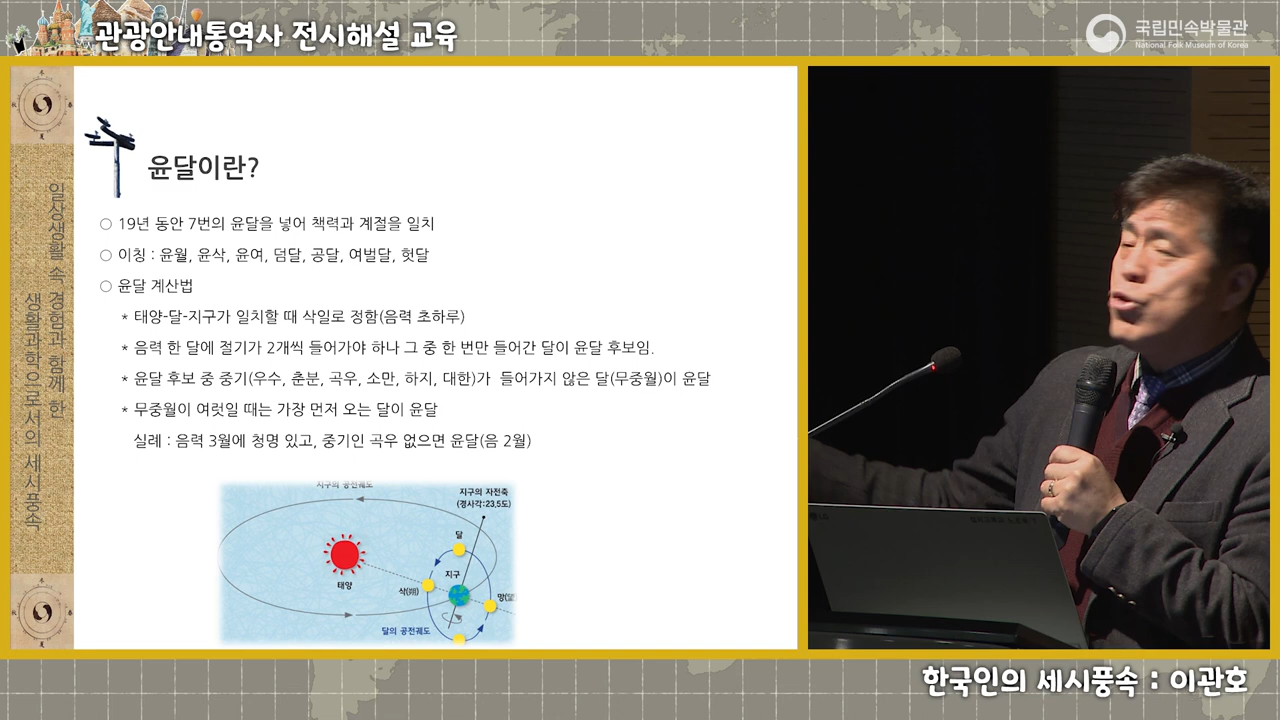 관광안내통역사 전시해설 교육
국립민속박물관
National Folk Museum of Korea
일상생활 속 경험과 함께 한
생활과학으로서의 세시풍속
윤달이란?
○ 19년 동안 7번의 윤달을 넣어 책력과 계절을 일치
○ 이칭 : 윤월, 윤삭, 윤여, 덤달, 공달, 여벌달, 헛달
○ 윤달 계산법
* 태양-달-지구가 일치할 때 삭일로 정함(음력 초하루)
* 음력 한 달에 절기가 2개씩 들어가야 하나 그 중 한 번만 들어간 달이 윤달 후보임.
* 윤달 후보 중 중기(우수, 춘분, 곡우, 소만, 하지, 대한)가 들어가지 않은 달(무중월)이 윤달
* 무중월이 여럿일 때는 가장 먼저 오는 달이 윤달
실례 : 음력 3월에 청명 있고, 중기인 곡우 없으면 윤달(음 2월)
지구의 공전궤도
지구의 자전축
(경사각:23.5도)
달
태양
지구
삭(朔)
망(望
달의 공전궤도
LG
한국인의 세시풍속 : 이관호